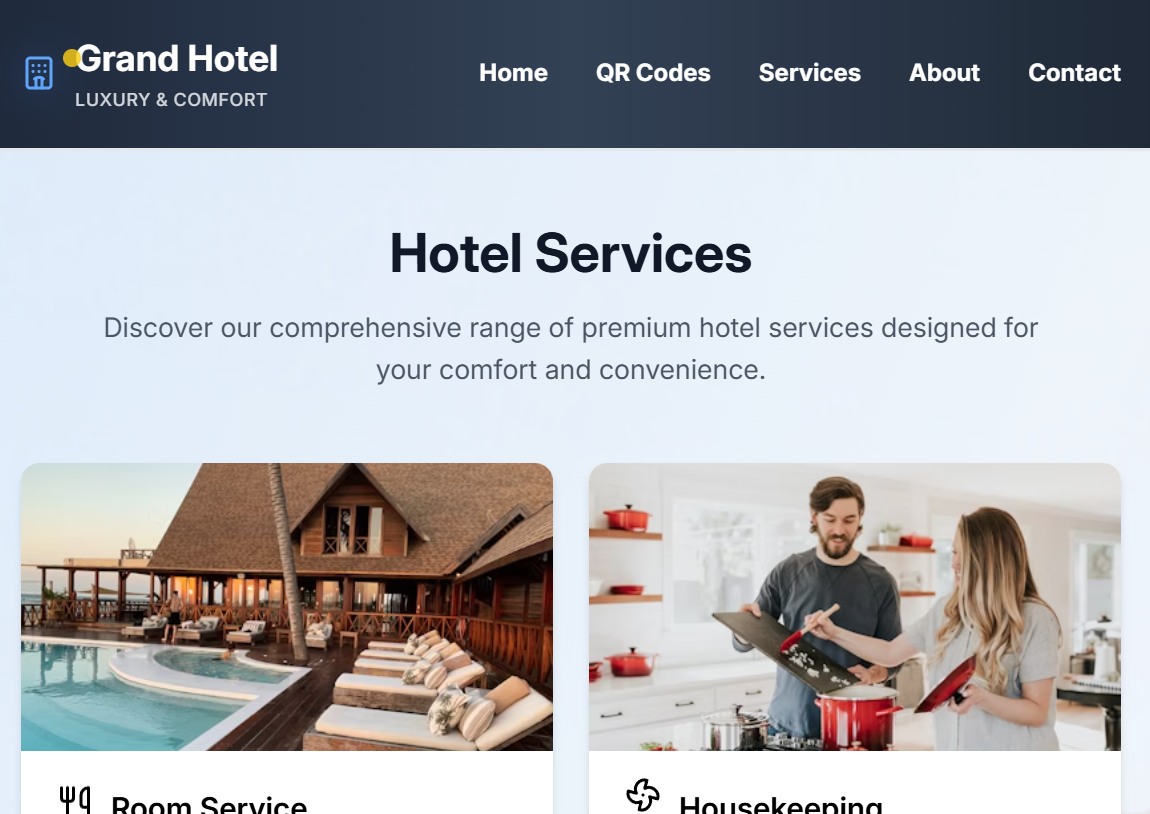 Grand Hotel
LUXURY & COMFORT
Home QR Codes Services About Contact
Hotel Services
Discover our comprehensive range of premium hotel services designed for
your comfort and convenience.
Room Service
Housekeeping